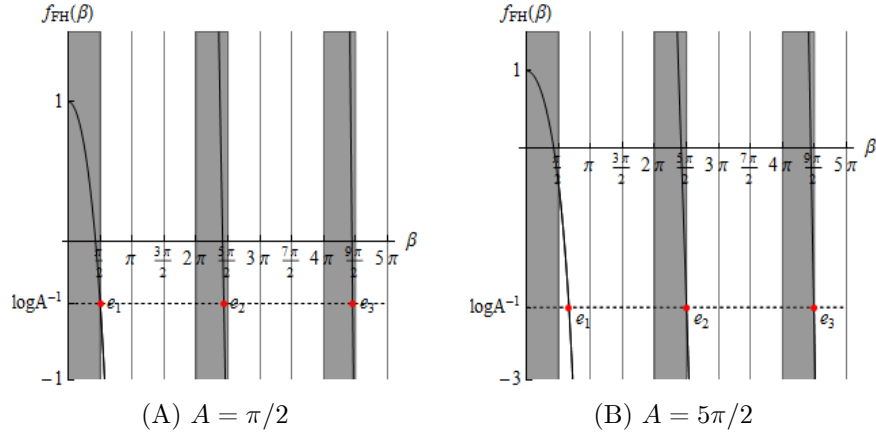 f_FH(β)
1
π/2 π 3π/2 2π 5π/2 3π 7π/2 4π 9π/2 5π β
logA⁻¹ e₁ e₂ e₃
−1
(A) A = π/2
f_FH(β)
1
π/2 π 3π/2 2π 5π/2 3π 7π/2 4π 9π/2 5π β
logA⁻¹ e₁ e₂ e₃
−3
(B) A = 5π/2